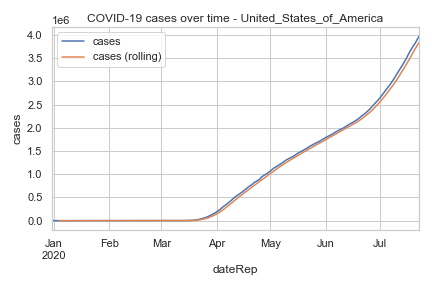 COVID-19 cases over time - United_States_of_America
1e6
cases
cases (rolling)
4.0
3.5
3.0
2.5
2.0
1.5
1.0
0.5
0.0
cases
Jan Feb Mar Apr May Jun Jul
2020
dateRep